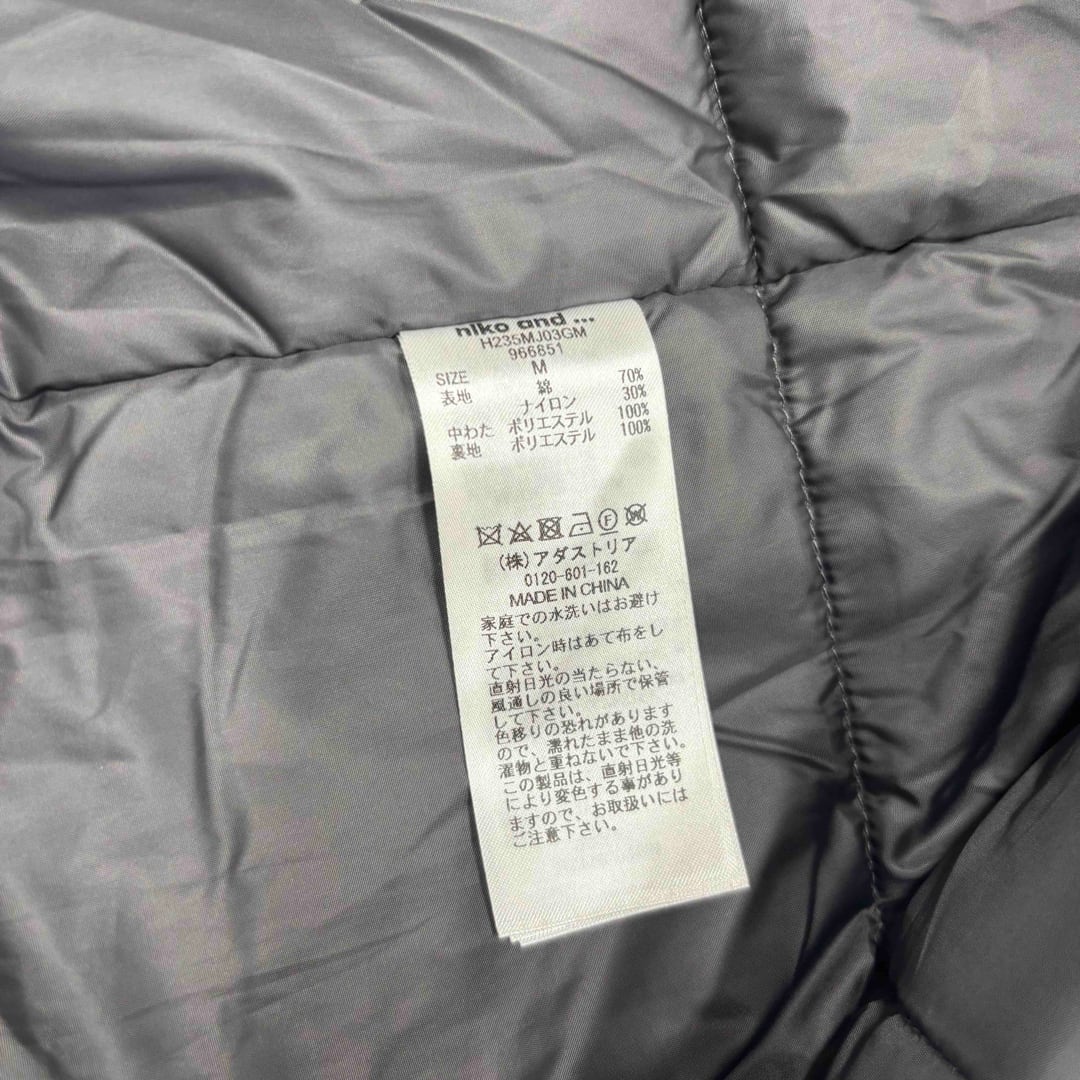 niko and ...
H235MJ03GM
966851
SIZE M
表地 綿 70%
ナイロン 30%
中わた ポリエステル 100%
裏地 ポリエステル 100%
(株)アダストリア
0120-601-162
MADE IN CHINA
家庭での水洗いはお避け
下さい。
アイロン時はあて布をし
て下さい。
直射日光の当たらない、
風通しの良い場所で保管
して下さい。
色移りの恐れがあります
ので、濡れたまま他の洗
濯物と重ねないで下さい。
この製品は、直射日光等
により変色する事があり
ますので、お取扱いには
ご注意下さい。